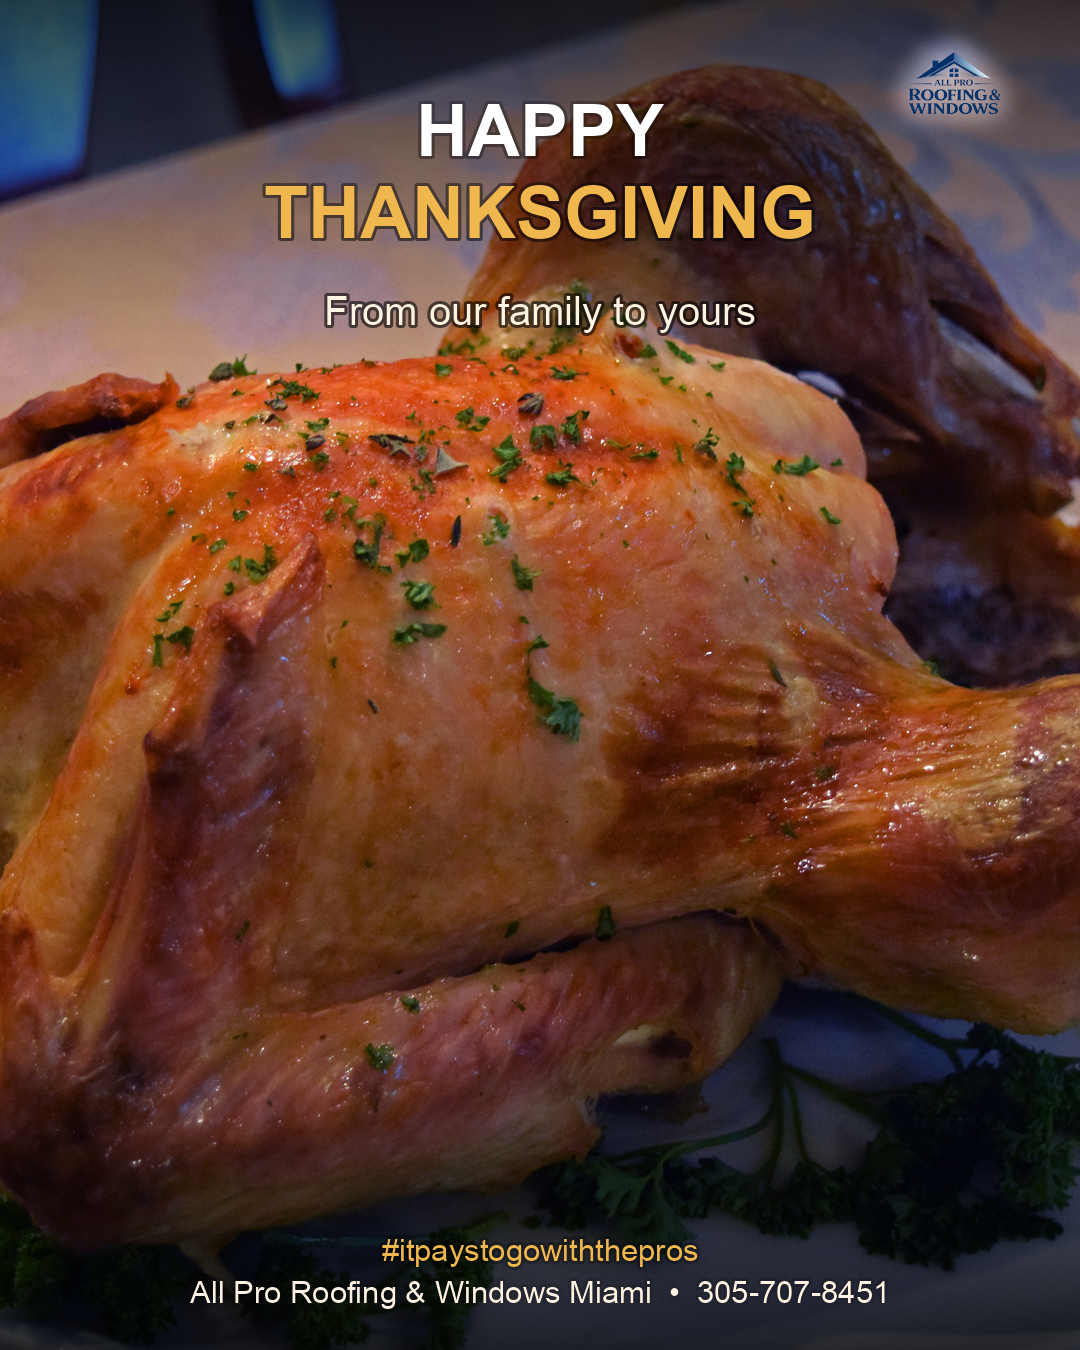 ALL PRO
ROOFING &
WINDOWS
HAPPY
THANKSGIVING
From our family to yours
#itpaystogowiththepros
All Pro Roofing & Windows Miami • 305-707-8451